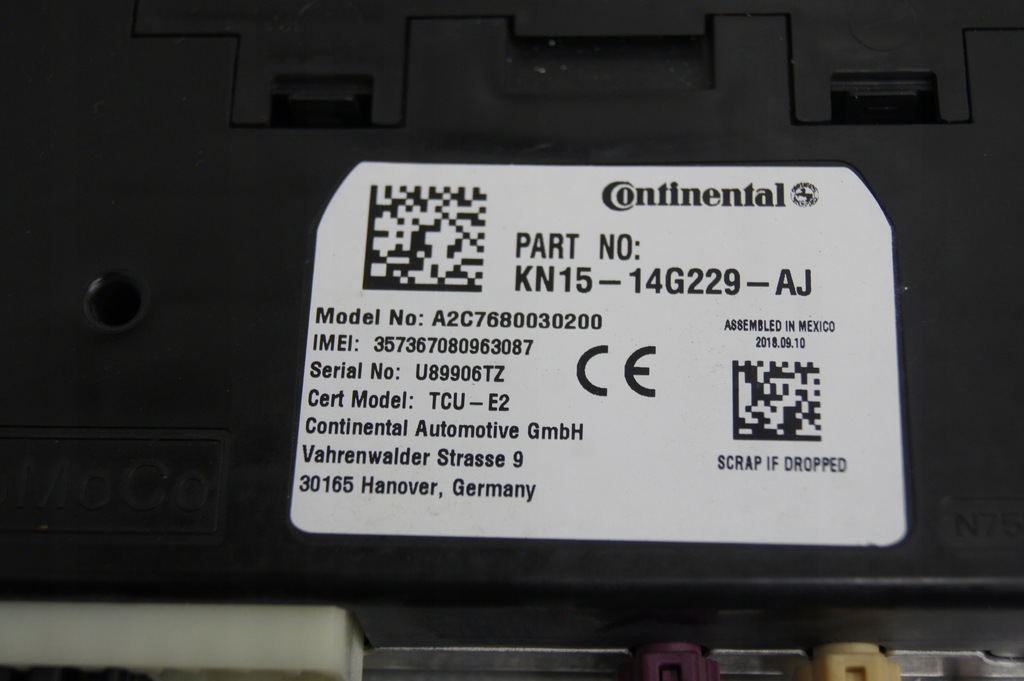 Continental
PART NO:
KN15-14G229-AJ
Model No: A2C7680030200
IMEI: 357367080963087
Serial No: U89906TZ
Cert Model: TCU-E2
Continental Automotive GmbH
Vahrenwalder Strasse 9
30165 Hanover, Germany
CE
ASSEMBLED IN MEXICO
2018.09.10
SCRAP IF DROPPED